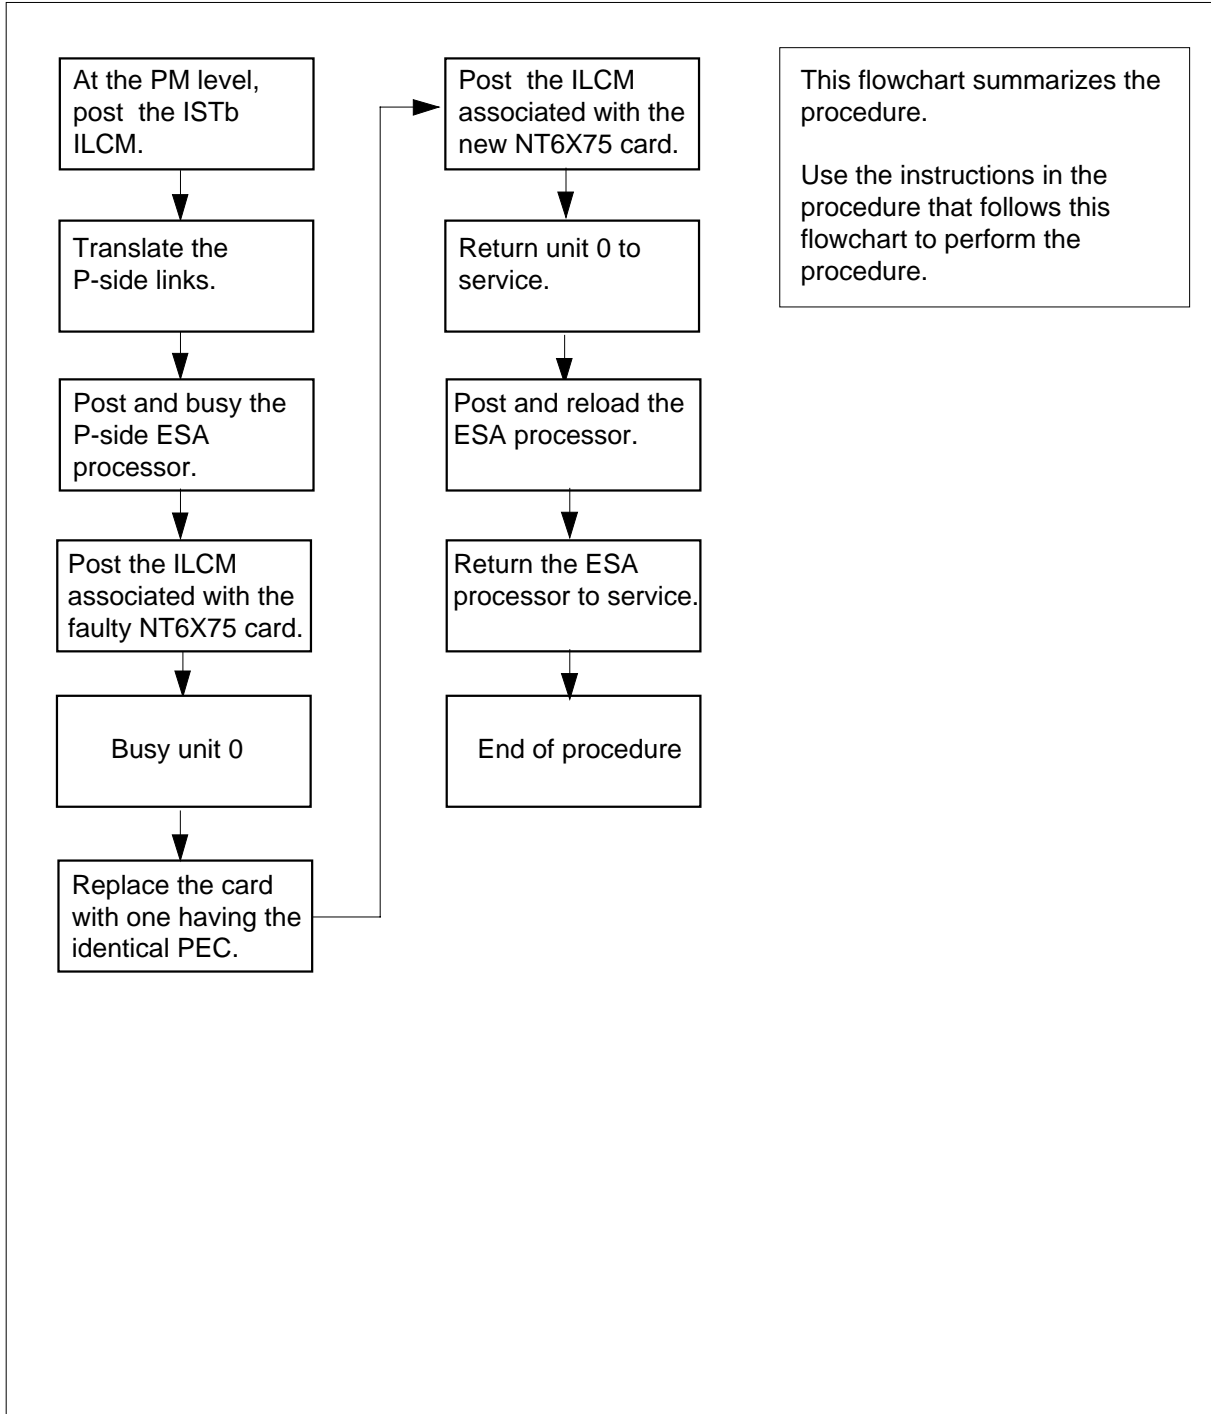 At the PM level,
post  the ISTb
ILCM.
Translate the
P-side links.
Post and busy the
P-side ESA
processor.
Post the ILCM
associated with the
faulty NT6X75 card.
Busy unit 0
Replace the card
with one having the
identical PEC.
Post  the ILCM
associated with the
new NT6X75 card.
Return unit 0 to
service.
Post and reload the
ESA processor.
Return the ESA
processor to service.
End of procedure
This flowchart summarizes the
procedure.
Use the instructions in the
procedure that follows this
flowchart to perform the
procedure.